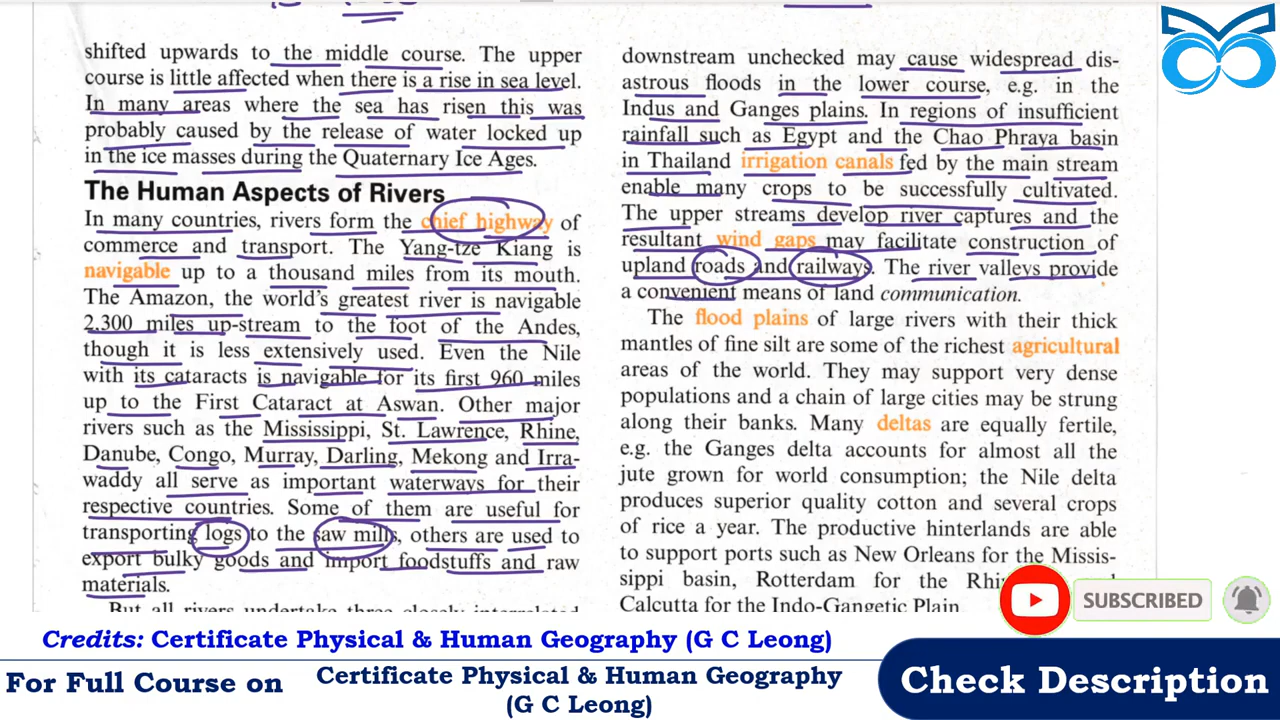 shifted upwards to the middle course. The upper
course is little affected when there is a rise in sea level.
In many areas where the sea has risen this was
probably caused by the release of water locked up
in the ice masses during the Quaternary Ice Ages.
The Human Aspects of Rivers
In many countries, rivers form the chief highway of
commerce and transport. The Yang-tze Kiang is
navigable up to a thousand miles from its mouth.
The Amazon, the world's greatest river is navigable
2.300 miles up-stream to the foot of the Andes,
though it is less extensively used. Even the Nile
with its cataracts is navigable for its first 960 miles
up to the First Cataract at Aswan. Other major
rivers such as the Mississippi, St. Lawrence, Rhine,
Danube, Congo, Murray, Darling, Mekong and Irra-
waddy all serve as important waterways for their
respective countries. Some of them are useful for
transporting logs to the saw mills, others are used to
export bulky goods and import foodstuffs and raw
materials.
But all rivers undertake three closely interrelated
downstream unchecked may cause widespread dis-
astrous floods in the lower course, e.g. in the
Indus and Ganges plains. In regions of insufficient
rainfall such as Egypt and the Chao Phraya basin
in Thailand irrigation canals fed by the main stream
enable many crops to be successfully cultivated.
The upper streams develop river captures and the
resultant wind gaps may facilitate construction of
upland roads and railways. The river valleys provide
a convenient means of land communication.
The flood plains of large rivers with their thick
mantles of fine silt are some of the richest agricultural
areas of the world. They may support very dense
populations and a chain of large cities may be strung
along their banks. Many deltas are equally fertile,
e.g. the Ganges delta accounts for almost all the
jute grown for world consumption; the Nile delta
produces superior quality cotton and several crops
of rice a year. The productive hinterlands are able
to support ports such as New Orleans for the Missis-
sippi basin, Rotterdam for the
Calcutta for the Indo-Gangetic Plain.
SUBSCRIBED
Credits: Certificate Physical & Human Geography (G C Leong)
For Full Course on
Certificate Physical & Human Geography
(G C Leong)
Check Description